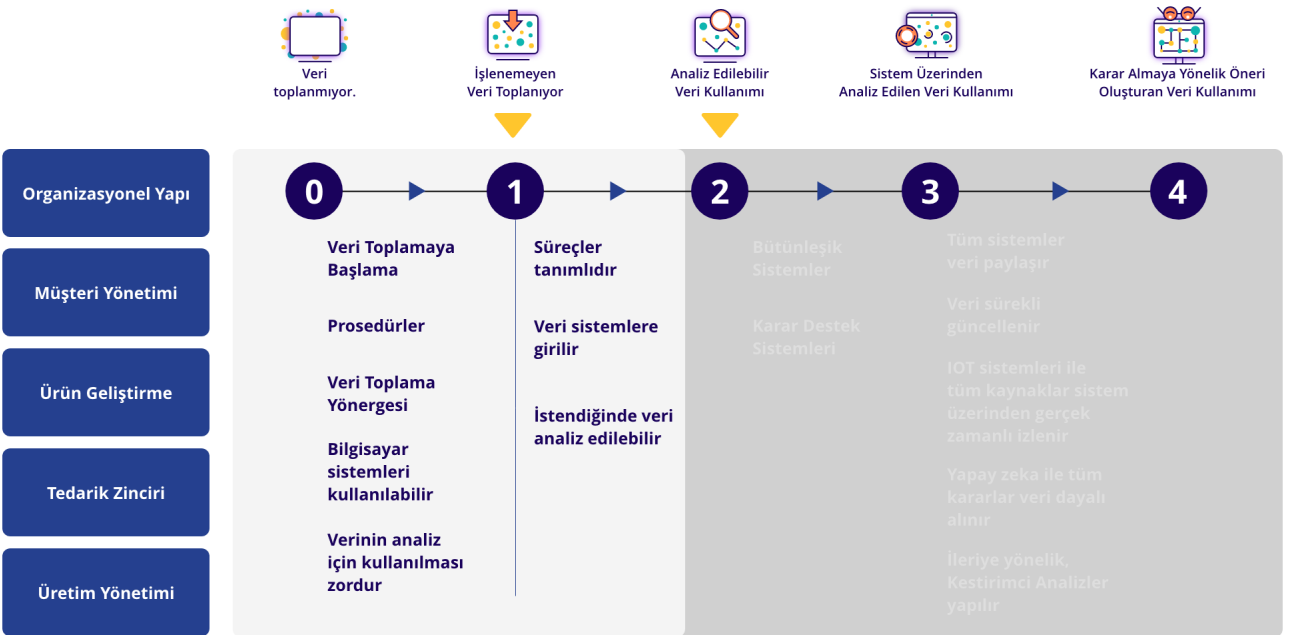 Veri
toplanmıyor.
İşlenemeyen
Veri Toplanıyor
Analiz Edilebilir
Veri Kullanımı
Sistem Üzerinden
Analiz Edilen Veri Kullanımı
Karar Almaya Yönelik Öneri
Oluşturan Veri Kullanımı
Organizasyonel Yapı
Müşteri Yönetimi
Ürün Geliştirme
Tedarik Zinciri
Üretim Yönetimi
0
1
2
3
4
Veri Toplamaya
Başlama
Prosedürler
Veri Toplama
Yönergesi
Bilgisayar
sistemleri
kullanılabilir
Verinin analiz
için kullanılması
zordur
Süreçler
tanımlıdır
Veri sistemlere
girilir
İstendiğinde veri
analiz edilebilir
Bütünleşik
Sistemler
Karar Destek
Sistemleri
Tüm sistemler
veri paylaşır
Veri sürekli
güncellenir
IOT sistemleri ile
tüm kaynaklar sistem
üzerinden gerçek
zamanlı izlenir
Yapay zeka ile tüm
kararlar veri dayalı
alınır
İleriye yönelik,
Kestirimci Analizler
yapılır